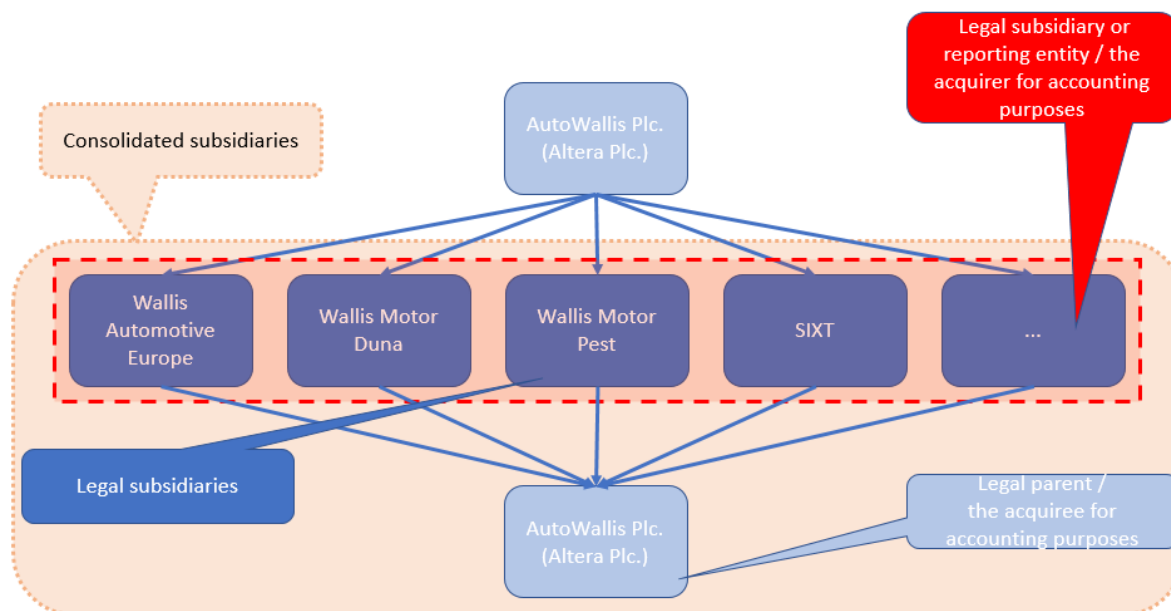 Legal subsidiary or
reporting entity / the
acquirer for accounting
purposes
AutoWallis Plc.
(Altera Plc.)
Consolidated subsidiaries
Wallis
Automotive
Europe
Wallis Motor
Duna
Wallis Motor
Pest
SIXT
...
Legal subsidiaries
AutoWallis Plc.
(Altera Plc.)
Legal parent /
the acquiree for
accounting purposes